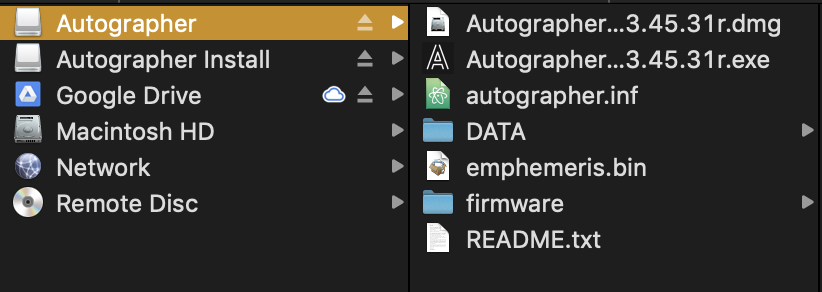 Autographer
Autographer Install
Google Drive
Macintosh HD
Network
Remote Disc
Autographer...3.45.31r.dmg
Autographer...3.45.31r.exe
autographer.inf
DATA
emphemeris.bin
firmware
README.txt